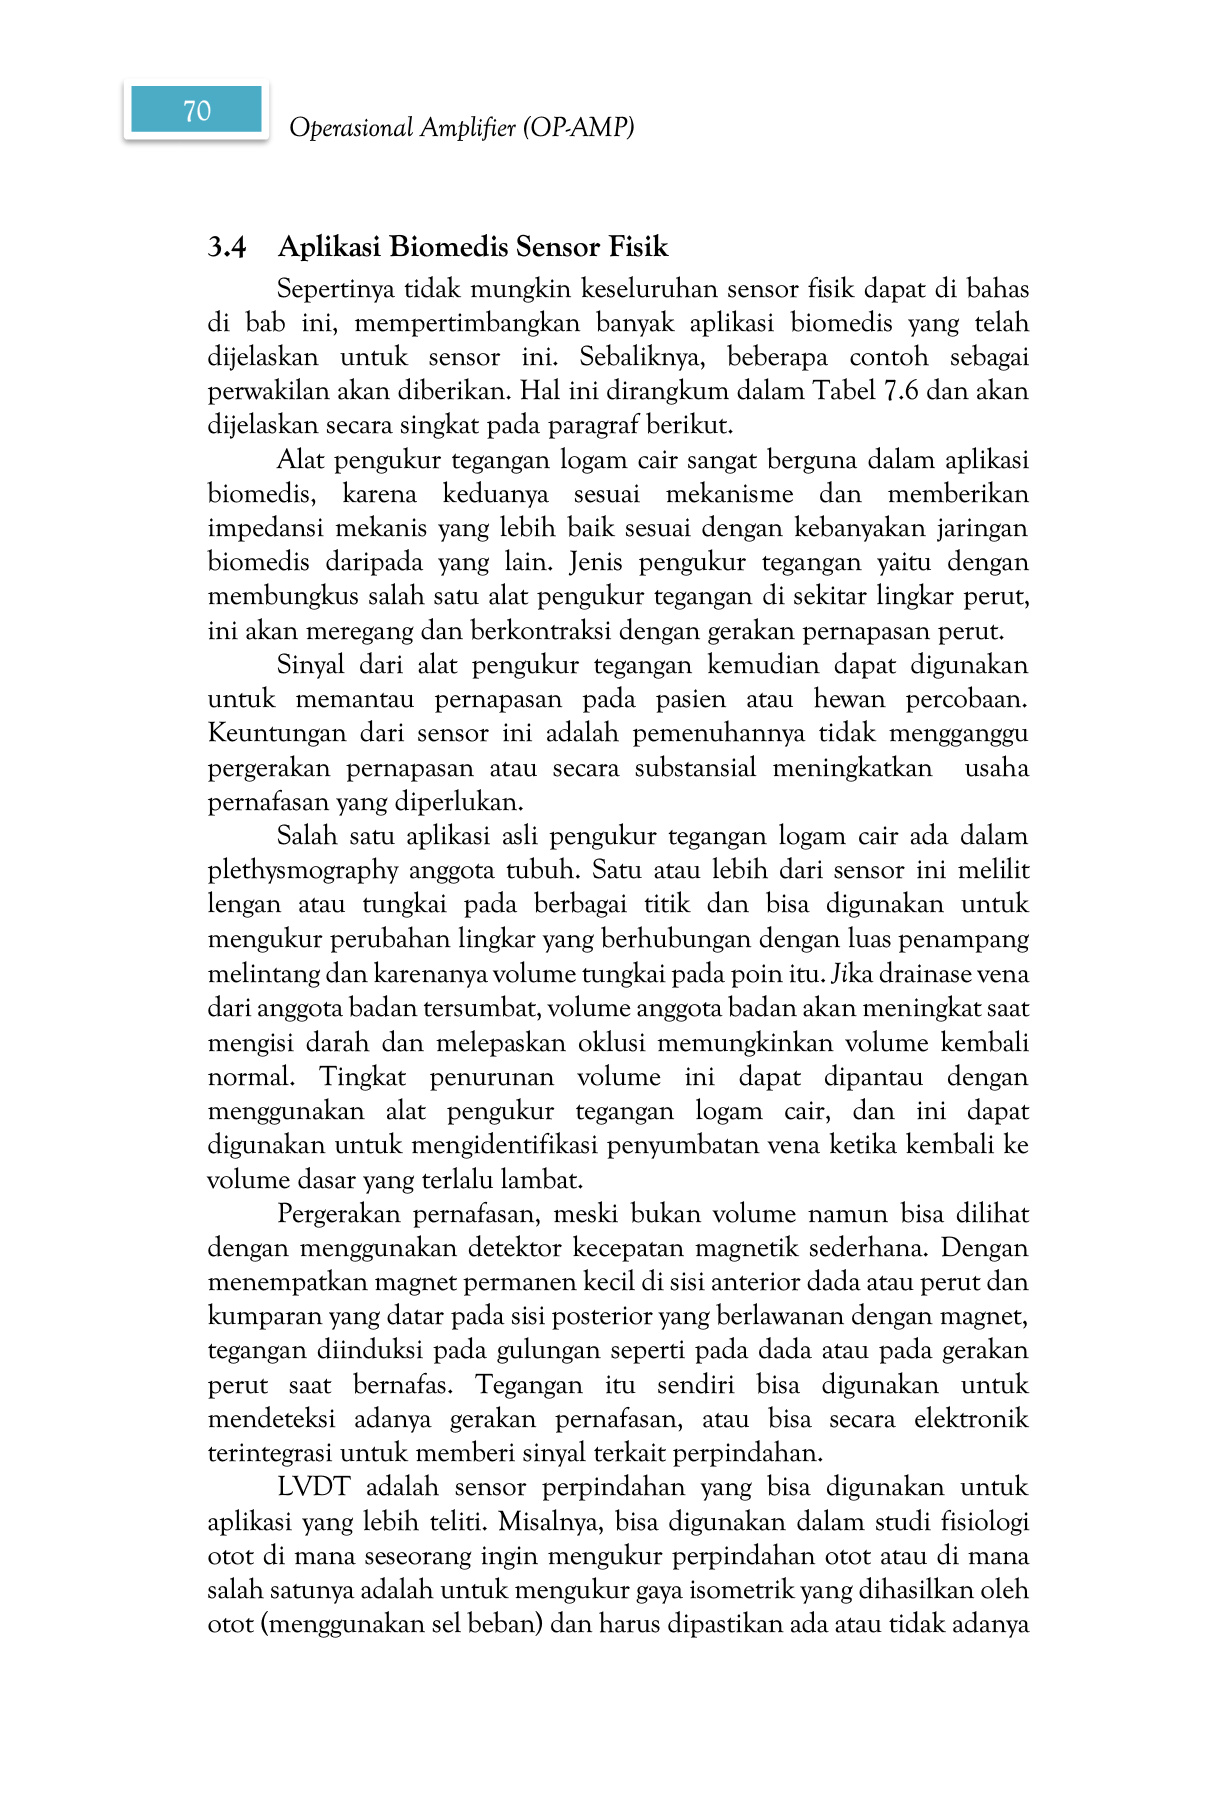 70
Operasional Amplifier (OP-AMP)
3.4 Aplikasi Biomedis Sensor Fisik
Sepertinya tidak mungkin keseluruhan sensor fisik dapat di bahas
di bab ini, mempertimbangkan banyak aplikasi biomedis yang telah
dijelaskan untuk sensor ini. Sebaliknya, beberapa contoh sebagai
perwakilan akan diberikan. Hal ini dirangkum dalam Tabel 7.6 dan akan
dijelaskan secara singkat pada paragraf berikut.
Alat pengukur tegangan logam cair sangat berguna dalam aplikasi
biomedis, karena keduanya sesuai mekanisme dan memberikan
impedansi mekanis yang lebih baik sesuai dengan kebanyakan jaringan
biomedis daripada yang lain. Jenis pengukur tegangan yaitu dengan
membungkus salah satu alat pengukur tegangan di sekitar lingkar perut,
ini akan meregang dan berkontraksi dengan gerakan pernapasan perut.
Sinyal dari alat pengukur tegangan kemudian dapat digunakan
untuk memantau pernapasan pada pasien atau hewan percobaan.
Keuntungan dari sensor ini adalah pemenuhannya tidak mengganggu
pergerakan pernapasan atau secara substansial meningkatkan usaha
pernafasan yang diperlukan.
Salah satu aplikasi asli pengukur tegangan logam cair ada dalam
plethysmography anggota tubuh. Satu atau lebih dari sensor ini melilit
lengan atau tungkai pada berbagai titik dan bisa digunakan untuk
mengukur perubahan lingkar yang berhubungan dengan luas penampang
melintang dan karenanya volume tungkai pada poin itu. Jika drainase vena
dari anggota badan tersumbat, volume anggota badan akan meningkat saat
mengisi darah dan melepaskan oklusi memungkinkan volume kembali
normal. Tingkat penurunan volume ini dapat dipantau dengan
menggunakan alat pengukur tegangan logam cair, dan ini dapat
digunakan untuk mengidentifikasi penyumbatan vena ketika kembali ke
volume dasar yang terlalu lambat.
Pergerakan pernafasan, meski bukan volume namun bisa dilihat
dengan menggunakan detektor kecepatan magnetik sederhana. Dengan
menempatkan magnet permanen kecil di sisi anterior dada atau perut dan
kumparan yang datar pada sisi posterior yang berlawanan dengan magnet,
tegangan diinduksi pada gulungan seperti pada dada atau pada gerakan
perut saat bernafas. Tegangan itu sendiri bisa digunakan untuk
mendeteksi adanya gerakan pernafasan, atau bisa secara elektronik
terintegrasi untuk memberi sinyal terkait perpindahan.
LVDT adalah sensor perpindahan yang bisa digunakan untuk
aplikasi yang lebih teliti. Misalnya, bisa digunakan dalam studi fisiologi
otot di mana seseorang ingin mengukur perpindahan otot atau di mana
salah satunya adalah untuk mengukur gaya isometrik yang dihasilkan oleh
otot (menggunakan sel beban) dan harus dipastikan ada atau tidak adanya